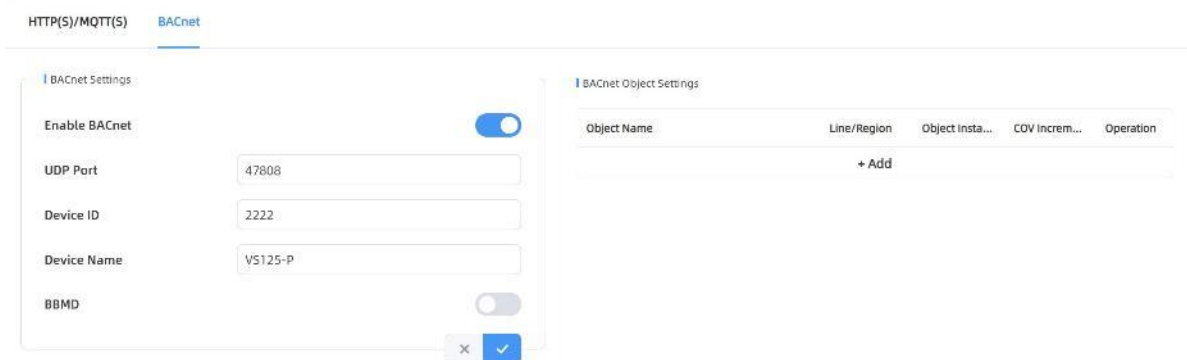 HTTP(S)/MQTT(S) BACnet
BACnet Settings
Enable BACnet
UDP Port 47808
Device ID 2222
Device Name VS125-P
BBMD
BACnet Object Settings
Object Name Line/Region Object Insta... COV Increm... Operation
+ Add